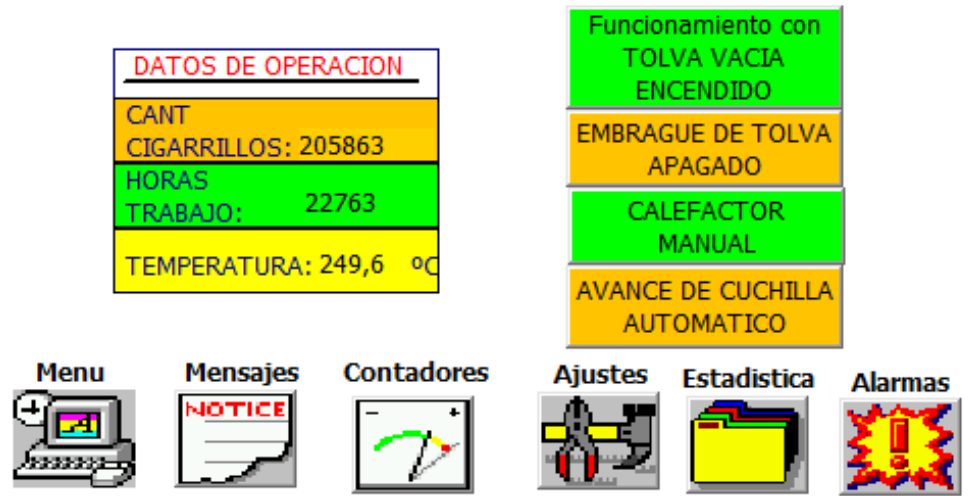 DATOS DE OPERACION
CANT
CIGARRILLOS: 205863
HORAS
TRABAJO: 22763
TEMPERATURA: 249,6 ºC
Funcionamiento con
TOLVA VACIA
ENCENDIDO
EMBRAGUE DE TOLVA
APAGADO
CALEFACTOR
MANUAL
AVANCE DE CUCHILLA
AUTOMATICO
Menu
Mensajes
Contadores
Ajustes
Estadistica
Alarmas
NOTICE
- +